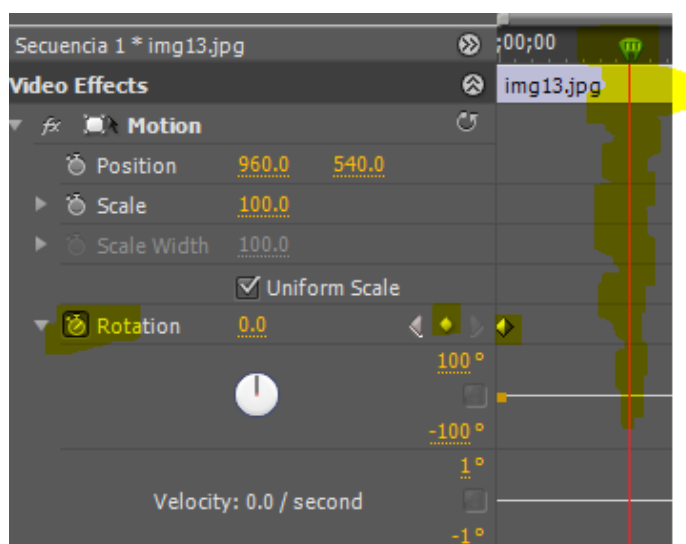 Secuencia 1 * img13.jpg ;00;00
Video Effects img13.jpg
fx Motion
Position 960.0 540.0
Scale 100.0
Scale Width 100.0
Uniform Scale
Rotation 0.0
100 °
-100 °
1 °
Velocity: 0.0 / second
-1 °